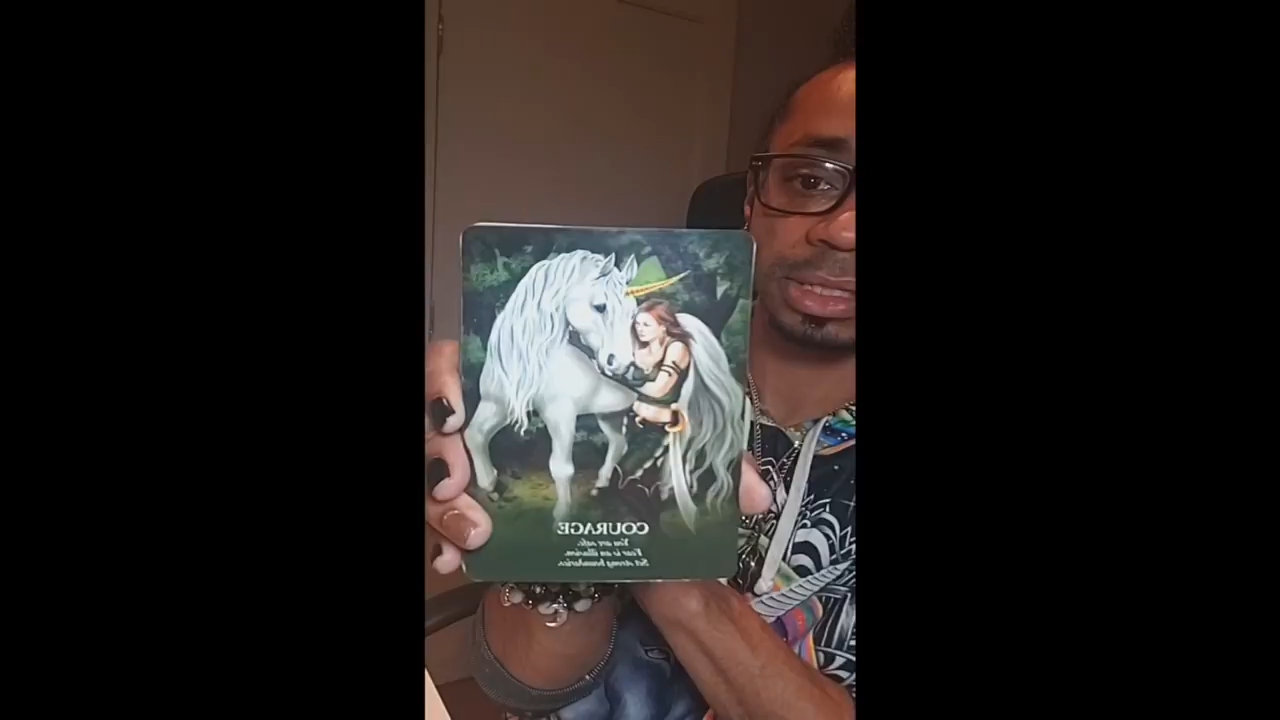 COURAGE
You are safe.
Fear is an illusion.
Set strong boundaries.